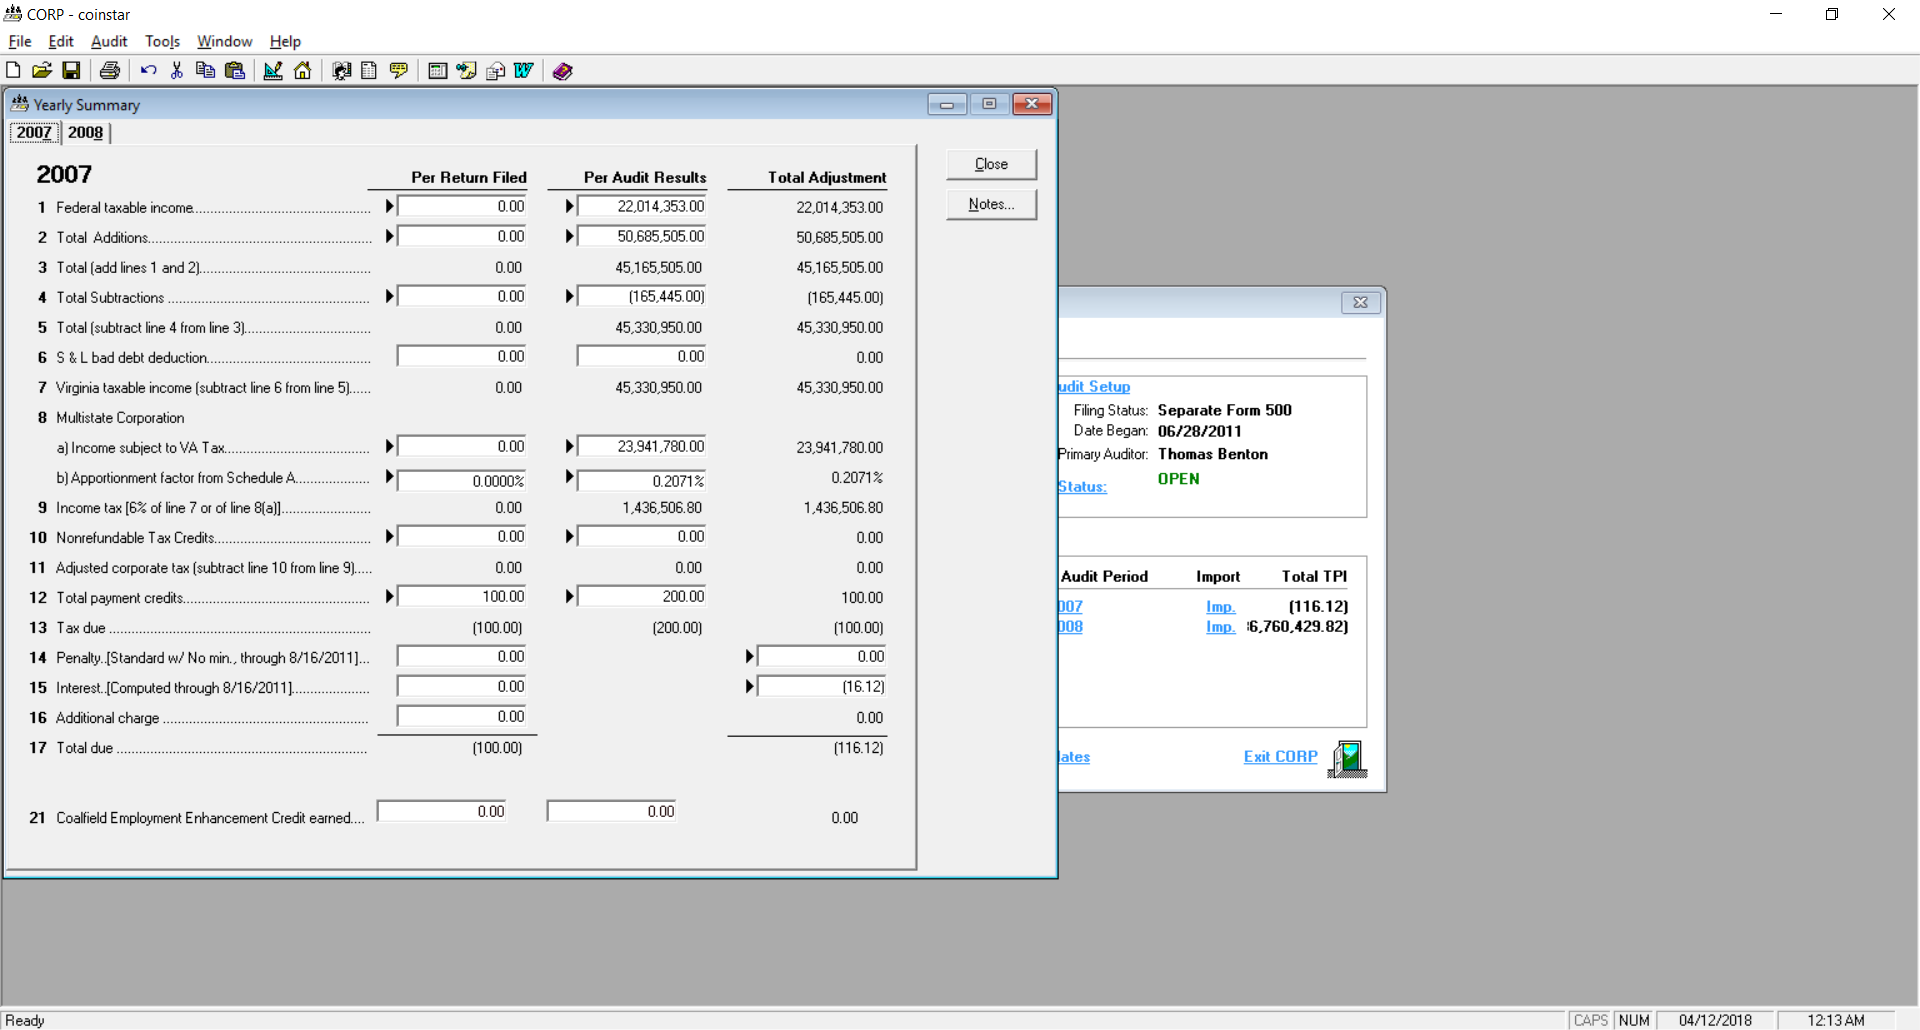 CORP - coinstar
File Edit Audit Tools Window Help
Yearly Summary
2007 2008
Close
Notes...
2007 Per Return Filed Per Audit Results Total Adjustment
1 Federal taxable income 0.00 22,014,353.00 22,014,353.00
2 Total Additions 0.00 50,685,505.00 50,685,505.00
3 Total (add lines 1 and 2) 0.00 45,165,505.00 45,165,505.00
4 Total Subtractions 0.00 (165,445.00) (165,445.00)
5 Total (subtract line 4 from line 3) 0.00 45,330,950.00 45,330,950.00
6 S & L bad debt deduction 0.00 0.00 0.00
7 Virginia taxable income (subtract line 6 from line 5) 0.00 45,330,950.00 45,330,950.00
8 Multistate Corporation
a) Income subject to VA Tax 0.00 23,941,780.00 23,941,780.00
b) Apportionment factor from Schedule A 0.0000% 0.2071% 0.2071%
9 Income tax [6% of line 7 or of line 8(a)] 0.00 1,436,506.80 1,436,506.80
10 Nonrefundable Tax Credits 0.00 0.00 0.00
11 Adjusted corporate tax (subtract line 10 from line 9) 0.00 0.00 0.00
12 Total payment credits 100.00 200.00 100.00
13 Tax due (100.00) (200.00) (100.00)
14 Penalty..[Standard w/ No min., through 8/16/2011]... 0.00 0.00
15 Interest..[Computed through 8/16/2011] 0.00 (16.12)
16 Additional charge 0.00 0.00
17 Total due (100.00) (116.12)
21 Coalfield Employment Enhancement Credit earned.... 0.00 0.00 0.00
udit Setup
Filing Status: Separate Form 500
Date Began: 06/28/2011
Primary Auditor: Thomas Benton
Status: OPEN
Audit Period Import Total TPI
007 Imp. (116.12)
008 Imp. 6,760,429.82)
lates Exit CORP
Ready CAPS NUM 04/12/2018 12:13 AM